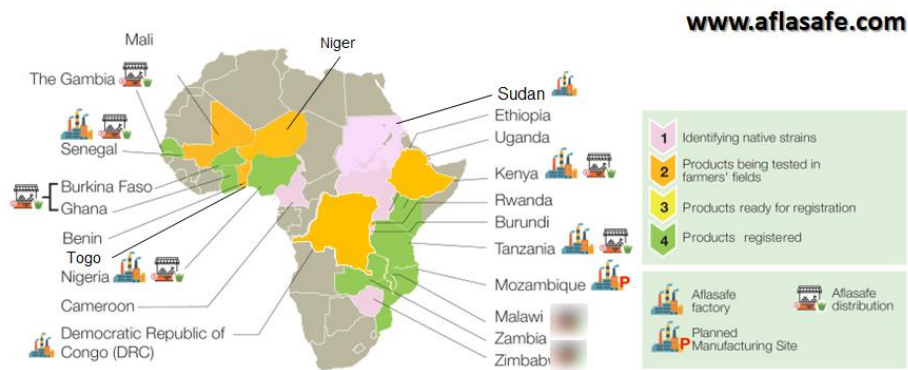 www.aflasafe.com
Mali
Niger
The Gambia
Senegal
Burkina Faso
Ghana
Benin
Togo
Nigeria
Cameroon
Democratic Republic of
Congo (DRC)
Sudan
Ethiopia
Uganda
Kenya
Rwanda
Burundi
Tanzania
Mozambique
P
Malawi
Zambia
Zimbabw
1 Identifying native strains
2 Products being tested in
farmers' fields
3 Products ready for registration
4 Products registered
Aflasafe
factory
Aflasafe
distribution
P
Planned
Manufacturing Site